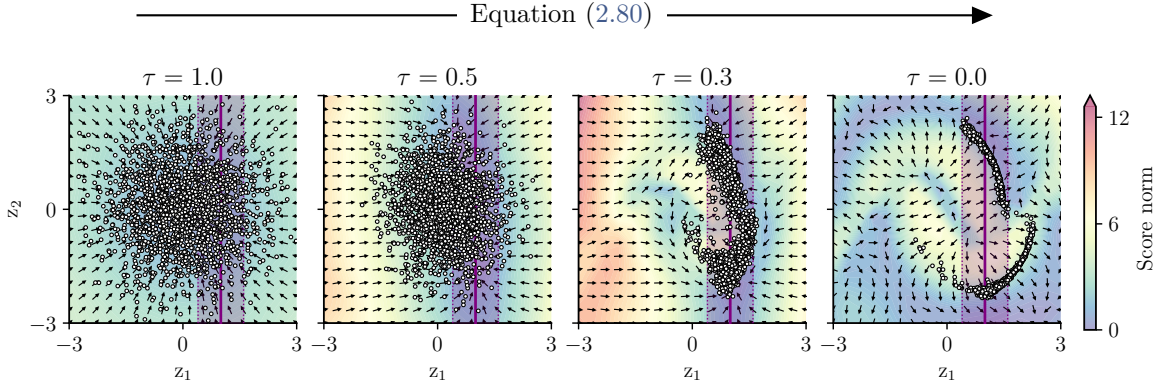 Equation (2.80)
τ = 1.0
τ = 0.5
τ = 0.3
τ = 0.0
3
0
−3
z₂
−3 0 3
−3 0 3
−3 0 3
−3 0 3
z₁
z₁
z₁
z₁
12
6
0
Score norm